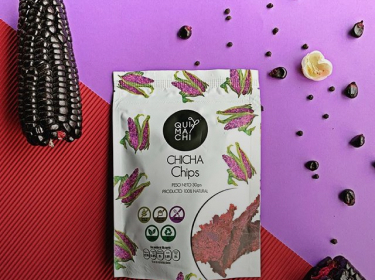 QUI
MA
CHI
CHICHA
Chips
PESO NETO 30gr
PRODUCTO 100% NATURAL